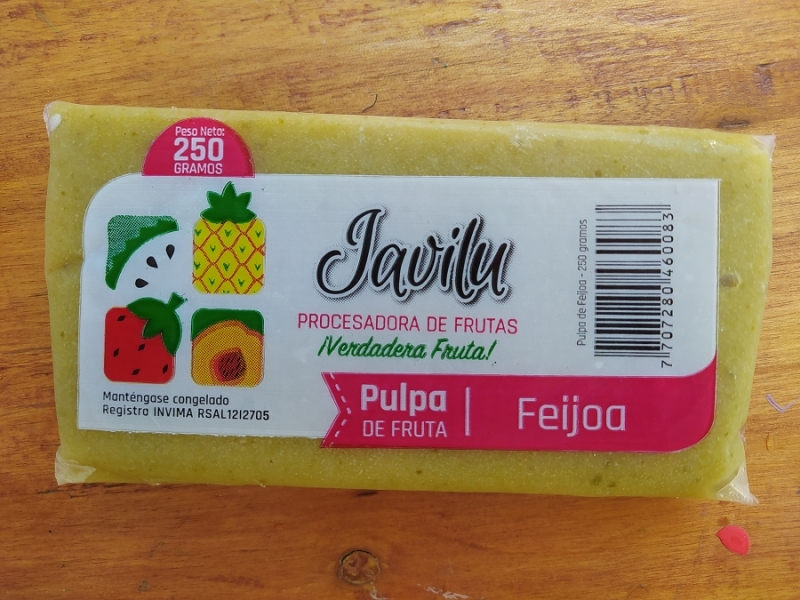 Peso Neto:
250
GRAMOS
Javilu
PROCESADORA DE FRUTAS
¡Verdadera Fruta!
Manténgase congelado
Registro INVIMA RSAL12I2705
Pulpa
DE FRUTA
Feijoa
Pulpa de Feijoa - 250 gramos
7 707280 460083